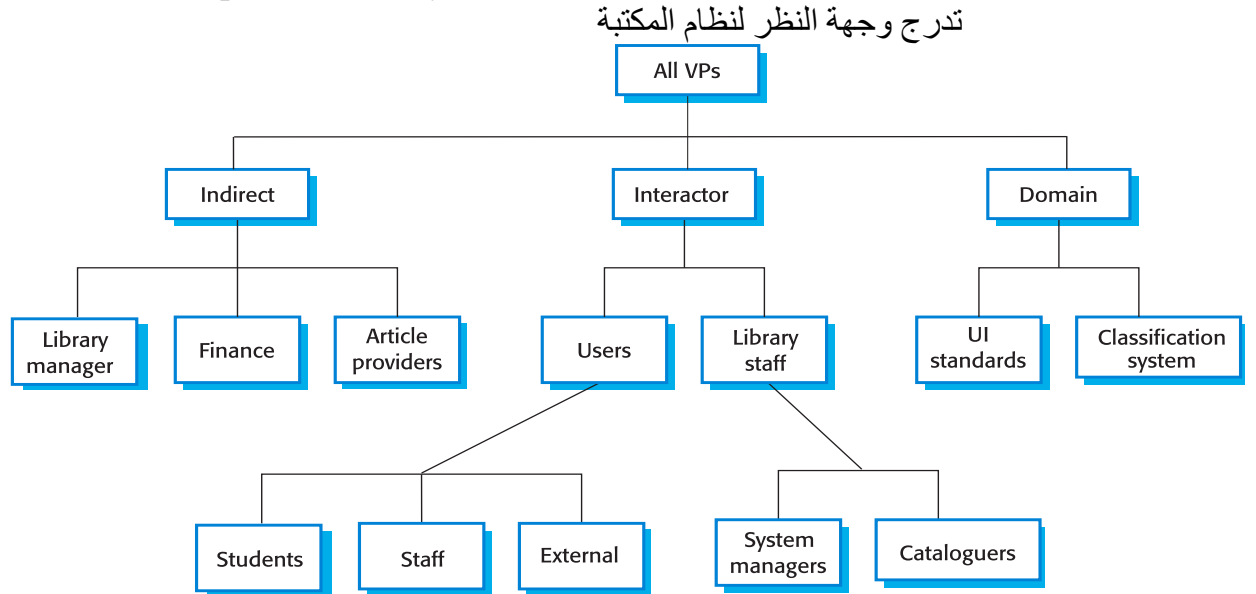 تدرج وجهة النظر لنظام المكتبة
All VPs
Indirect
Interactor
Domain
Library
manager
Finance
Article
providers
Users
Library
staff
UI
standards
Classification
system
Students
Staff
External
System
managers
Cataloguers